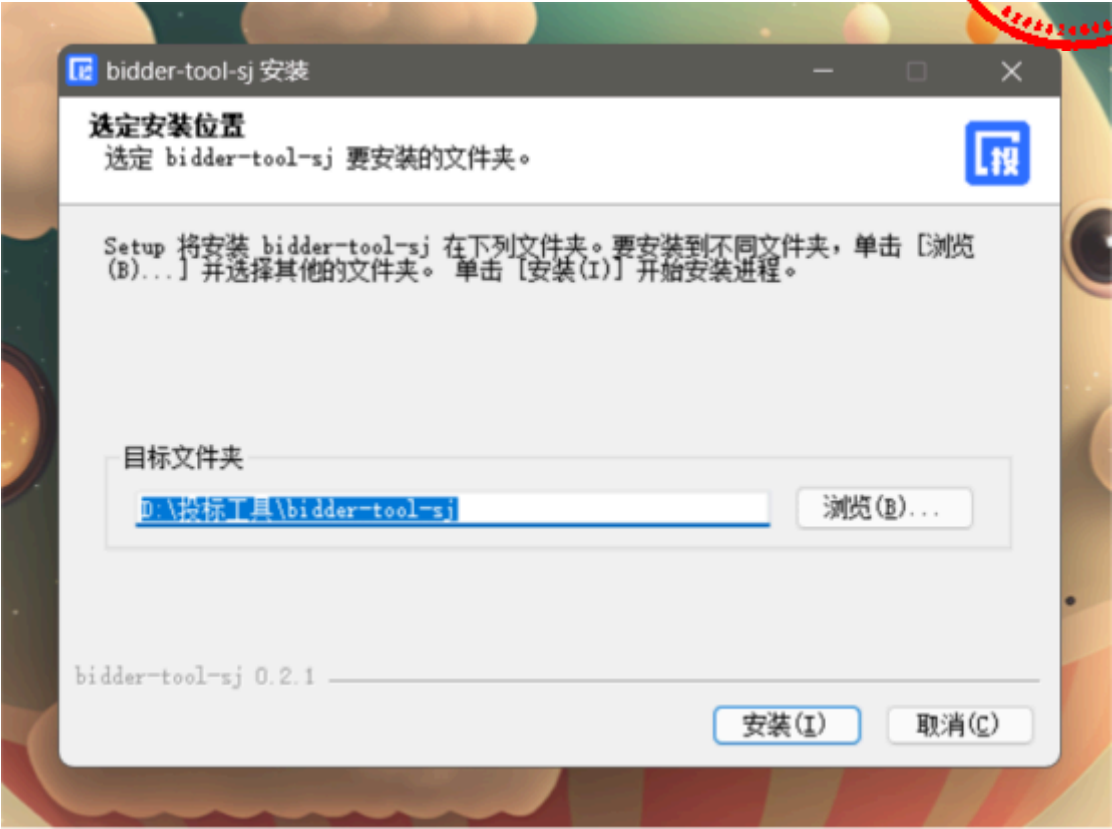 bidder-tool-sj 安装
选定安装位置
选定 bidder-tool-sj 要安装的文件夹。
投
Setup 将安装 bidder-tool-sj 在下列文件夹。要安装到不同文件夹，单击 [浏览
(B)...] 并选择其他的文件夹。 单击 [安装(I)] 开始安装进程。
目标文件夹
D:\投标工具\bidder-tool-sj
浏览(B)...
bidder-tool-sj 0.2.1
安装(I)
取消(C)